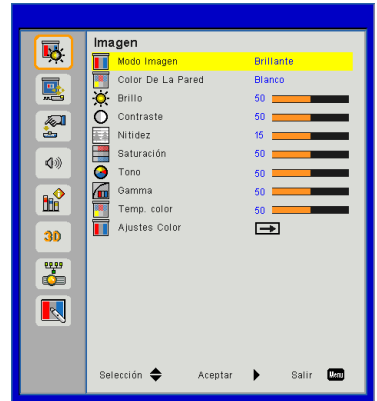 Imagen
Modo Imagen Brillante
Color De La Pared Blanco
Brillo 50
Contraste 50
Nitidez 15
Saturación 50
Tono 50
Gamma 50
Temp. color 50
Ajustes Color
3D
Selección Aceptar Salir Menu